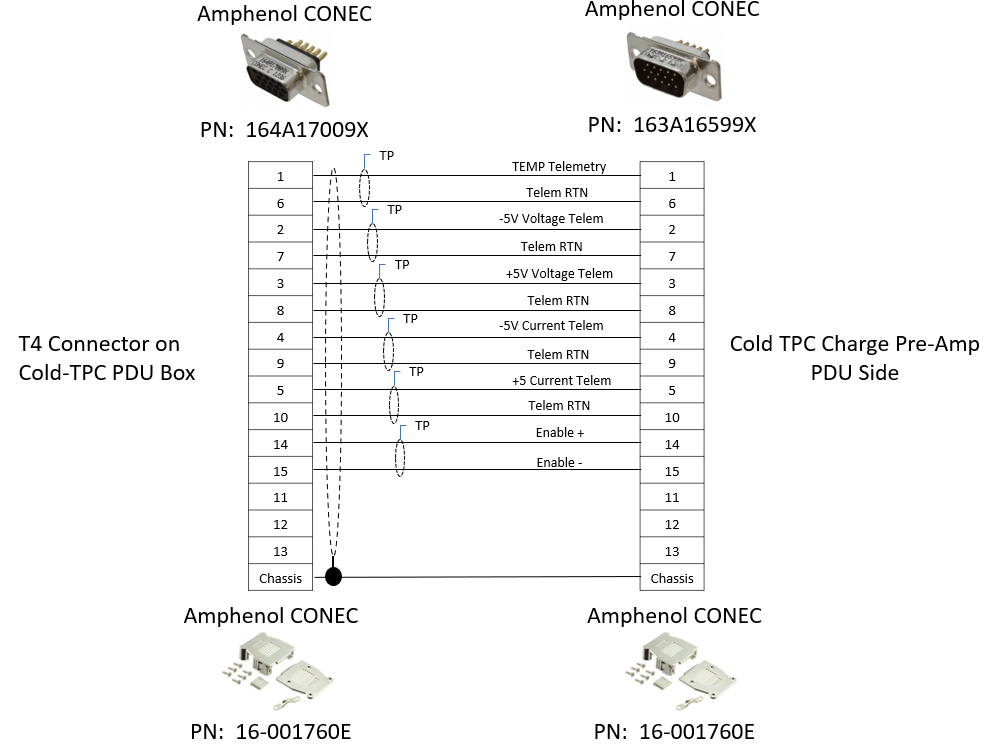 Amphenol CONEC
Amphenol CONEC
PN: 164A17009X
PN: 163A16599X
TP
1 TEMP Telemetry 1
6 Telem RTN 6
TP
2 -5V Voltage Telem 2
7 Telem RTN 7
TP
3 +5V Voltage Telem 3
8 Telem RTN 8
TP
4 -5V Current Telem 4
9 Telem RTN 9
TP
5 +5 Current Telem 5
10 Telem RTN 10
TP
14 Enable + 14
15 Enable - 15
11 11
12 12
13 13
Chassis Chassis
T4 Connector on
Cold-TPC PDU Box
Cold TPC Charge Pre-Amp
PDU Side
Amphenol CONEC
Amphenol CONEC
PN: 16-001760E
PN: 16-001760E